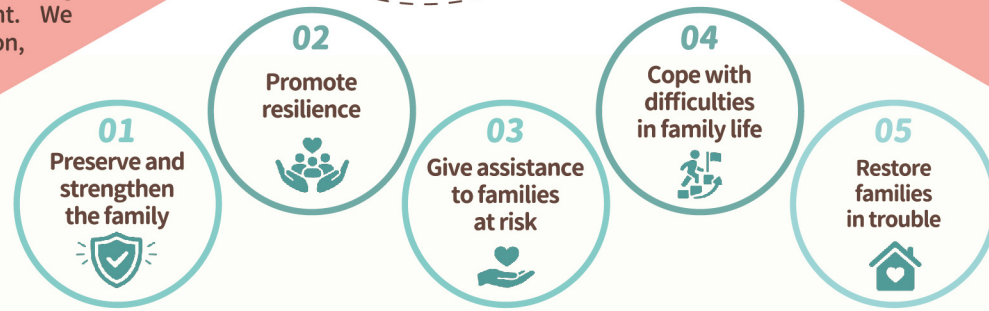 nt. We
on,
01
Preserve and
strengthen
the family
02
Promote
resilience
03
Give assistance
to families
at risk
04
Cope with
difficulties
in family life
05
Restore
families
in trouble